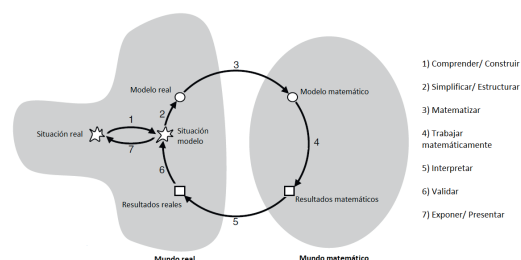 3
Modelo real
Modelo matemático
1) Comprender/ Construir
2) Simplificar/ Estructurar
3) Matematizar
4) Trabajar
matemáticamente
5) Interpretar
6) Validar
7) Exponer/ Presentar
1
2
Situación real
Situación
modelo
7
4
6
Resultados reales
Resultados matemáticos
5
Mundo real
Mundo matemático